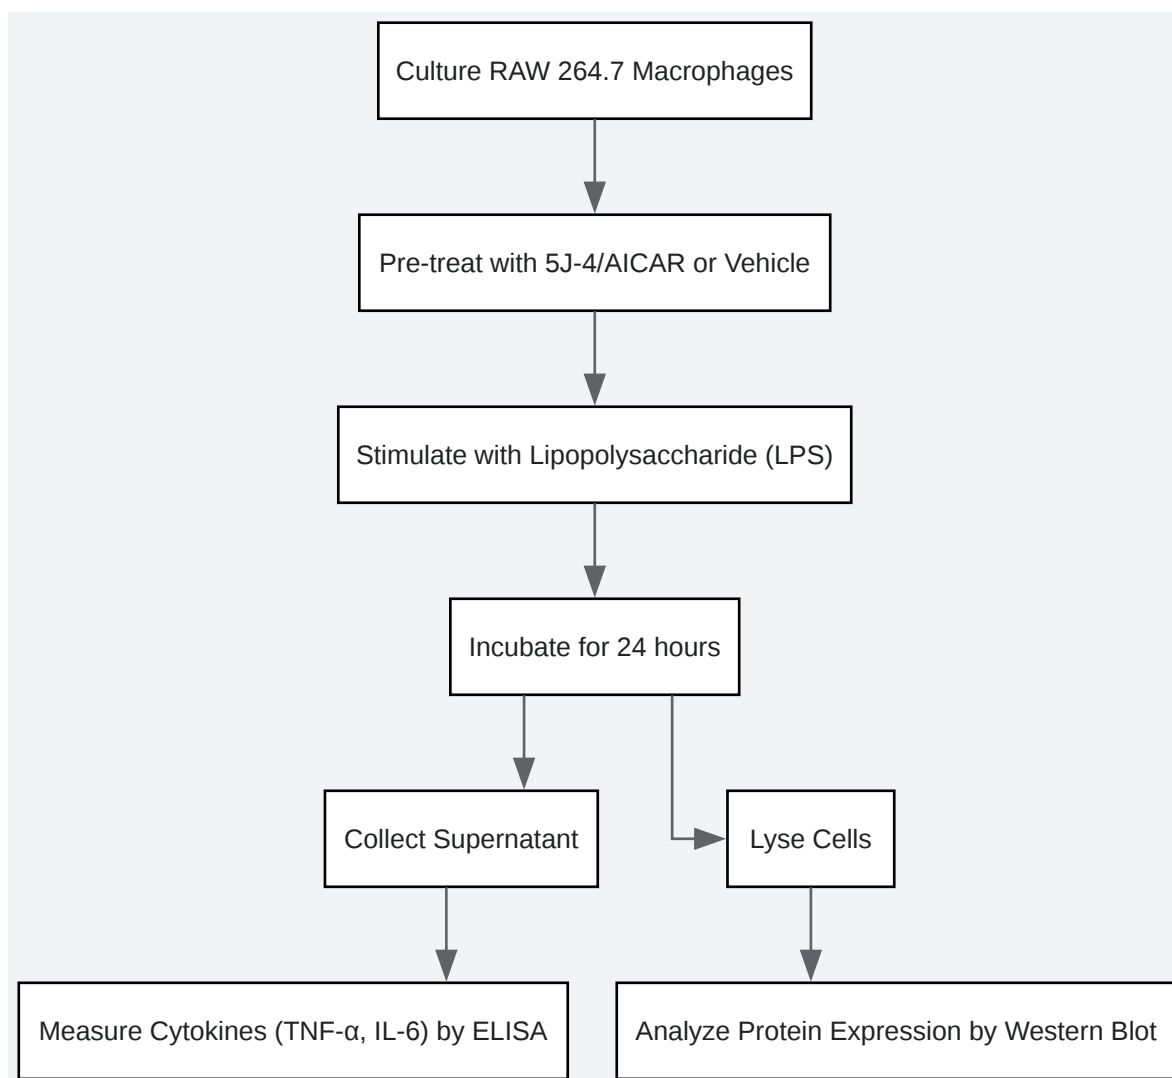 Culture RAW 264.7 Macrophages
Pre-treat with 5J-4/AICAR or Vehicle
Stimulate with Lipopolysaccharide (LPS)
Incubate for 24 hours
Collect Supernatant
Lyse Cells
Measure Cytokines (TNF-α, IL-6) by ELISA
Analyze Protein Expression by Western Blot